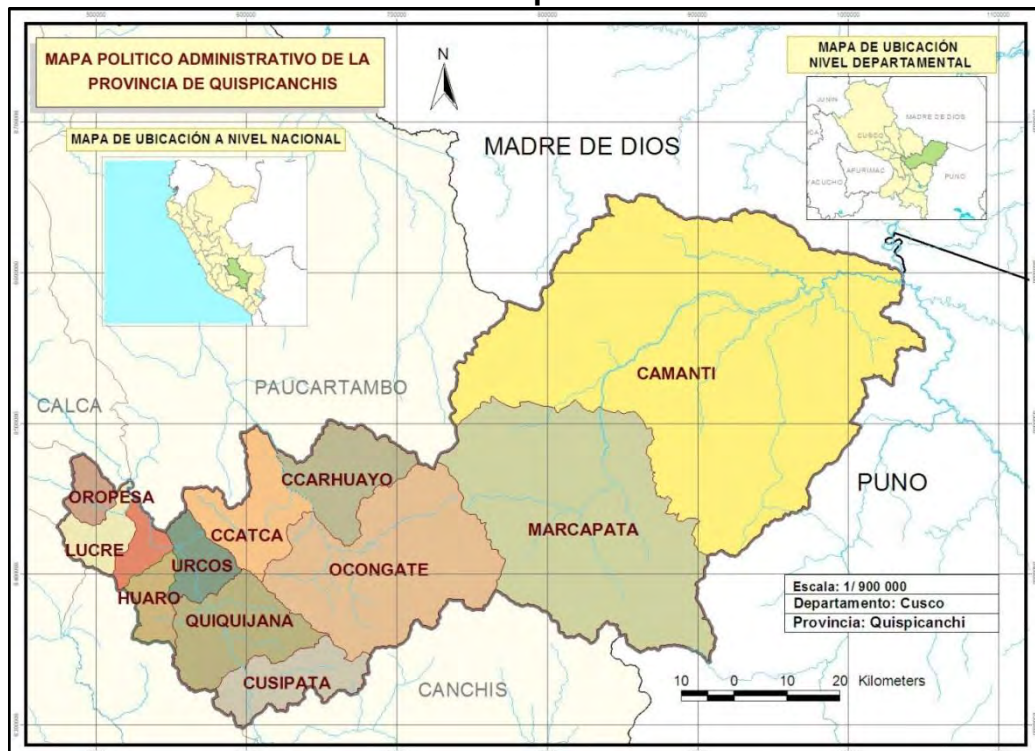 MAPA POLITICO ADMINISTRATIVO DE LA
PROVINCIA DE QUISPICANCHIS
MAPA DE UBICACIÓN A NIVEL NACIONAL
N
MAPA DE UBICACIÓN
NIVEL DEPARTAMENTAL
JUNIN
MADRE DE DIOS
CUSCO
APURIMAC
PUNO
YACUCHO
MADRE DE DIOS
CAMANTI
PAUCARTAMBO
CALCA
CCARHUAYO
OROPESA
PUNO
MARCAPATA
CCATCA
LUCRE
URCOS
OCONGATE
HUARO
QUIQUIJANA
CUSIPATA
CANCHIS
Escala: 1/ 900 000
Departamento: Cusco
Provincia: Quispicanchi
10 0 10 20 Kilometers